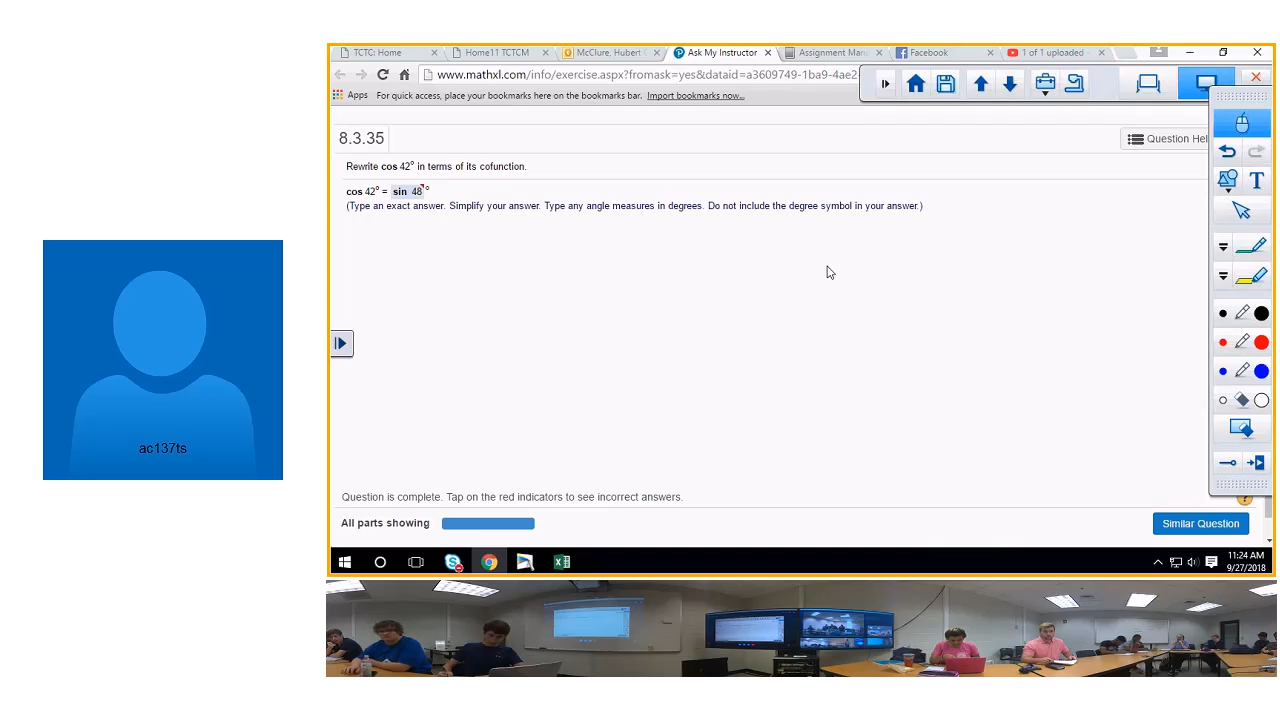 TCTC: Home
Home11 TCTCM
McClure, Hubert C
Ask My Instructor
Assignment Man
Facebook
1 of 1 uploaded -
www.mathxl.com/info/exercise.aspx?fromask=yes&dataid=a3609749-1ba9-4ae2
Apps For quick access, place your bookmarks here on the bookmarks bar. Import bookmarks now...
8.3.35
Question Hel
Rewrite cos 42° in terms of its cofunction.
cos 42° = sin 48 °
(Type an exact answer. Simplify your answer. Type any angle measures in degrees. Do not include the degree symbol in your answer.)
T
ac137ts
Question is complete. Tap on the red indicators to see incorrect answers.
?
All parts showing
Similar Question
11:24 AM
9/27/2018